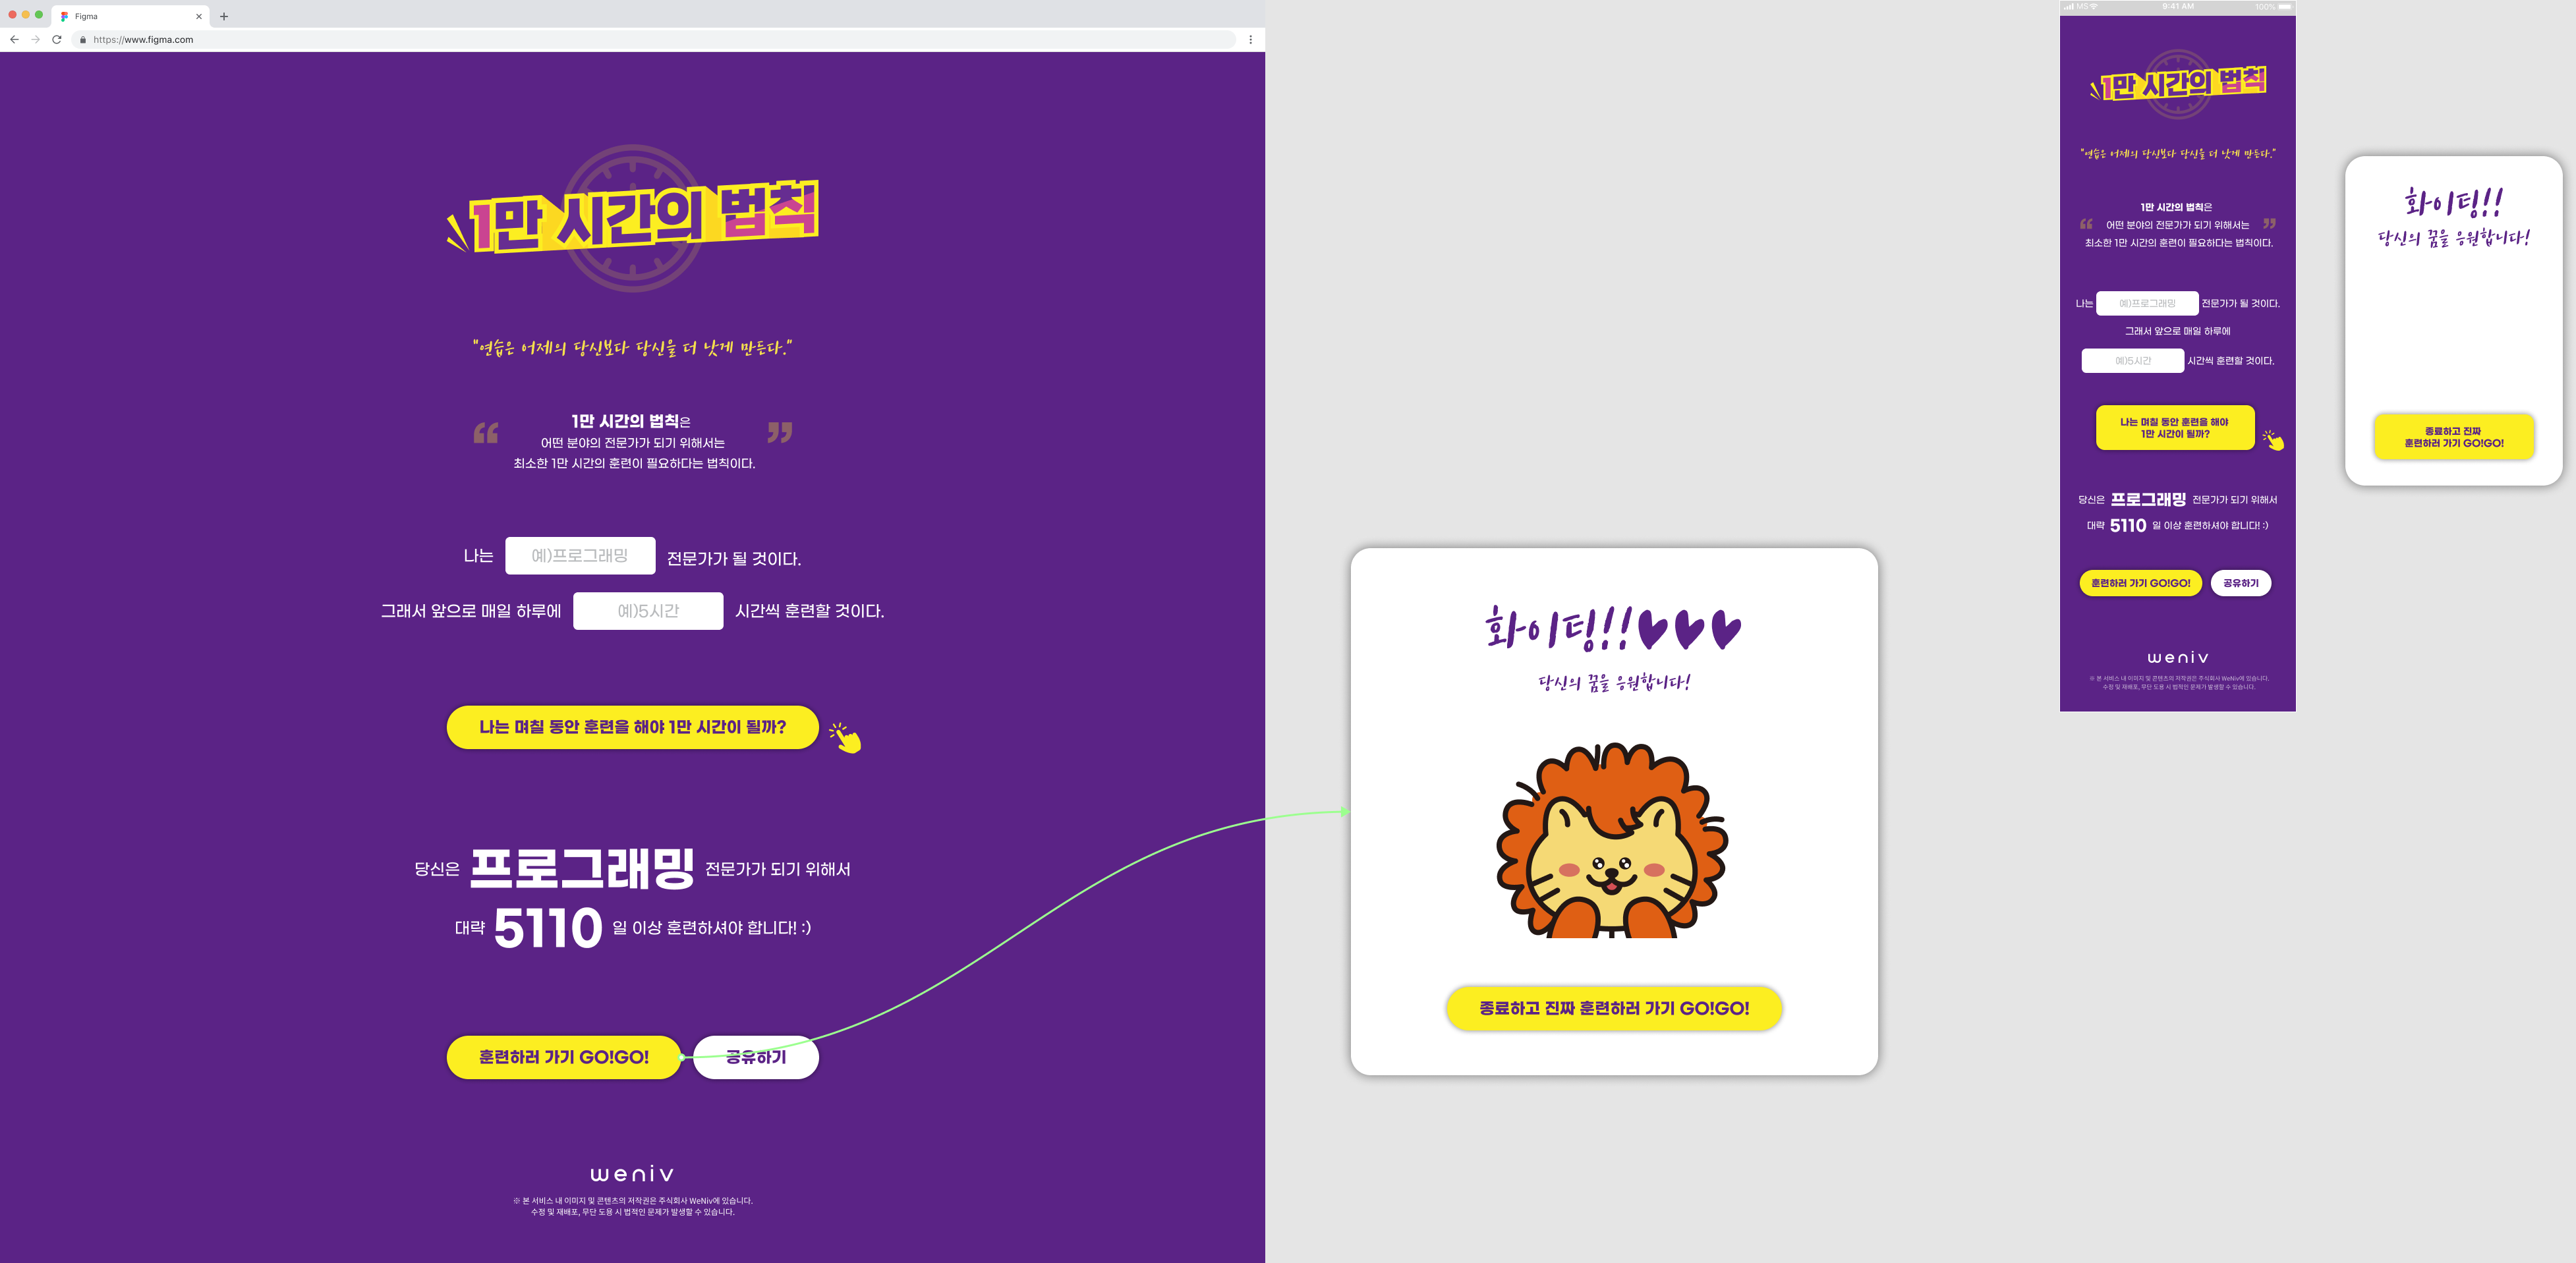 Figma
https://www.figma.com
1만 시간의 법칙
"연습은 어제의 당신보다 당신을 더 낫게 만든다."
1만 시간의 법칙은
“ 어떤 분야의 전문가가 되기 위해서는 ”
최소한 1만 시간의 훈련이 필요하다는 법칙이다.
나는 예)프로그래밍 전문가가 될 것이다.
그래서 앞으로 매일 하루에 예)5시간 시간씩 훈련할 것이다.
나는 며칠 동안 훈련을 해야 1만 시간이 될까?
당신은 프로그래밍 전문가가 되기 위해서
대략 5110 일 이상 훈련하셔야 합니다! :)
훈련하러 가기 GO!GO! 공유하기
weniv
※ 본 서비스 내 이미지 및 콘텐츠의 저작권은 주식회사 WeNiv에 있습니다.
수정 및 재배포, 무단 도용 시 법적인 문제가 발생할 수 있습니다.
화이팅!!♥♥♥
당신의 꿈을 응원합니다!
종료하고 진짜 훈련하러 가기 GO!GO!
MS 9:41 AM 100%
1만 시간의 법칙
"연습은 어제의 당신보다 당신을 더 낫게 만든다."
1만 시간의 법칙은
“ 어떤 분야의 전문가가 되기 위해서는 ”
최소한 1만 시간의 훈련이 필요하다는 법칙이다.
나는 예)프로그래밍 전문가가 될 것이다.
그래서 앞으로 매일 하루에
예)5시간 시간씩 훈련할 것이다.
나는 며칠 동안 훈련을 해야
1만 시간이 될까?
당신은 프로그래밍 전문가가 되기 위해서
대략 5110 일 이상 훈련하셔야 합니다! :)
훈련하러 가기 GO!GO! 공유하기
weniv
※ 본 서비스 내 이미지 및 콘텐츠의 저작권은 주식회사 WeNiv에 있습니다.
수정 및 재배포, 무단 도용 시 법적인 문제가 발생할 수 있습니다.
화이팅!!
당신의 꿈을 응원합니다!
종료하고 진짜
훈련하러 가기 GO!GO!